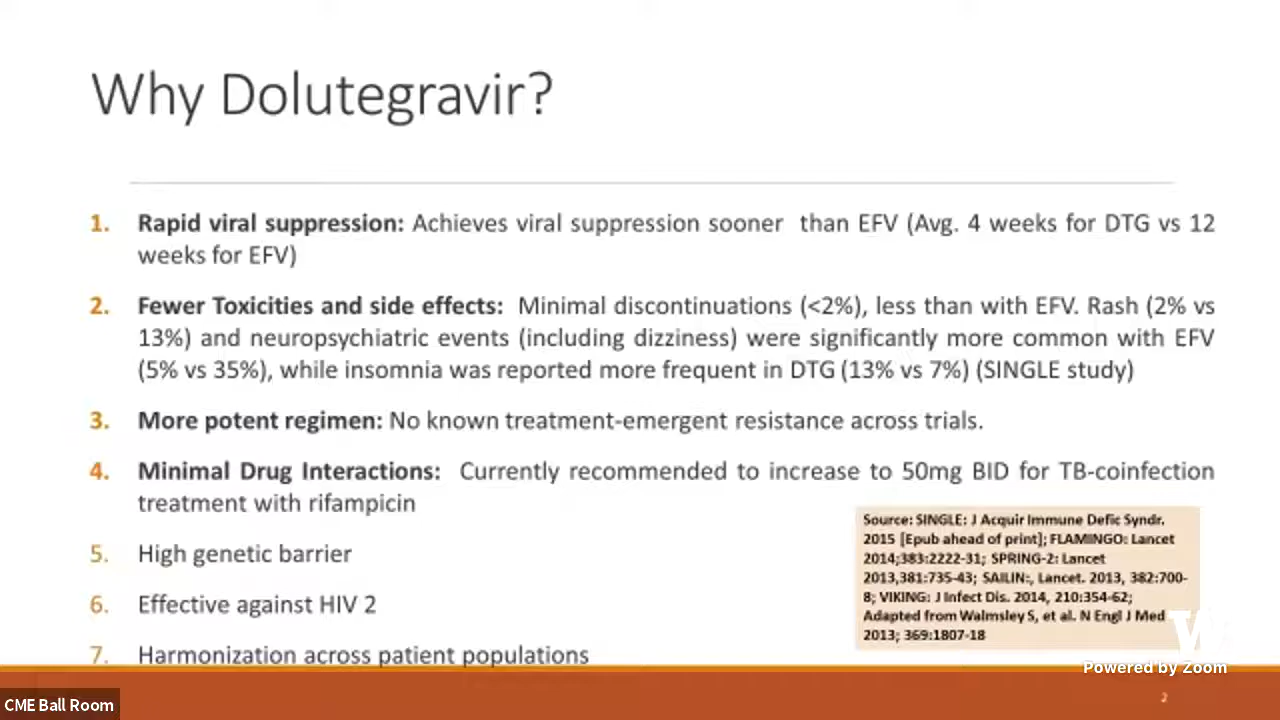 Why Dolutegravir?
1. Rapid viral suppression: Achieves viral suppression sooner than EFV (Avg. 4 weeks for DTG vs 12
weeks for EFV)
2. Fewer Toxicities and side effects: Minimal discontinuations (<2%), less than with EFV. Rash (2% vs
13%) and neuropsychiatric events (including dizziness) were significantly more common with EFV
(5% vs 35%), while insomnia was reported more frequent in DTG (13% vs 7%) (SINGLE study)
3. More potent regimen: No known treatment-emergent resistance across trials.
4. Minimal Drug Interactions: Currently recommended to increase to 50mg BID for TB-coinfection
treatment with rifampicin
5. High genetic barrier
6. Effective against HIV 2
7. Harmonization across patient populations
Source: SINGLE: J Acquir Immune Defic Syndr.
2015 [Epub ahead of print]; FLAMINGO: Lancet
2014;383:2222-31; SPRING-2: Lancet
2013,381:735-43; SAILIN:, Lancet. 2013, 382:700-
8; VIKING: J Infect Dis. 2014, 210:354-62;
Adapted from Walmsley S, et al. N Engl J Med
2013; 369:1807-18
W
Powered by Zoom
CME Ball Room
2